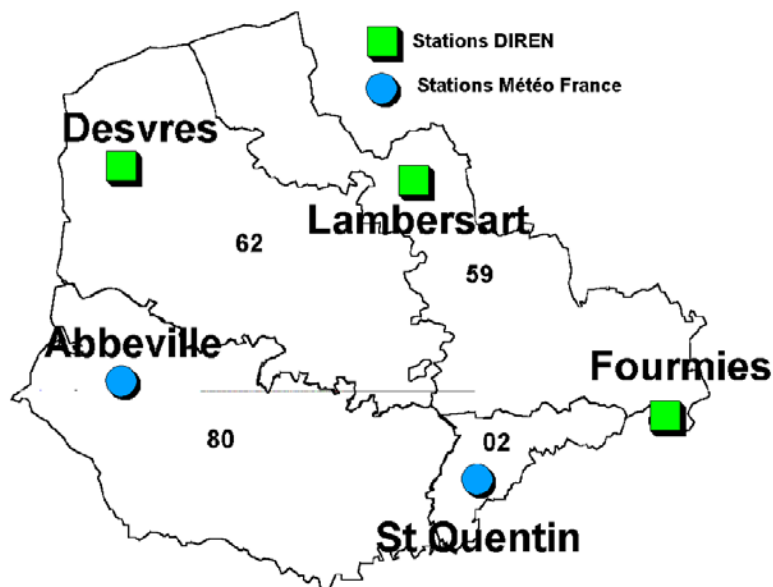 Stations DIREN
Stations Météo France
Desvres
Lambersart
62
59
Abbeville
Fourmies
80
02
St Quentin